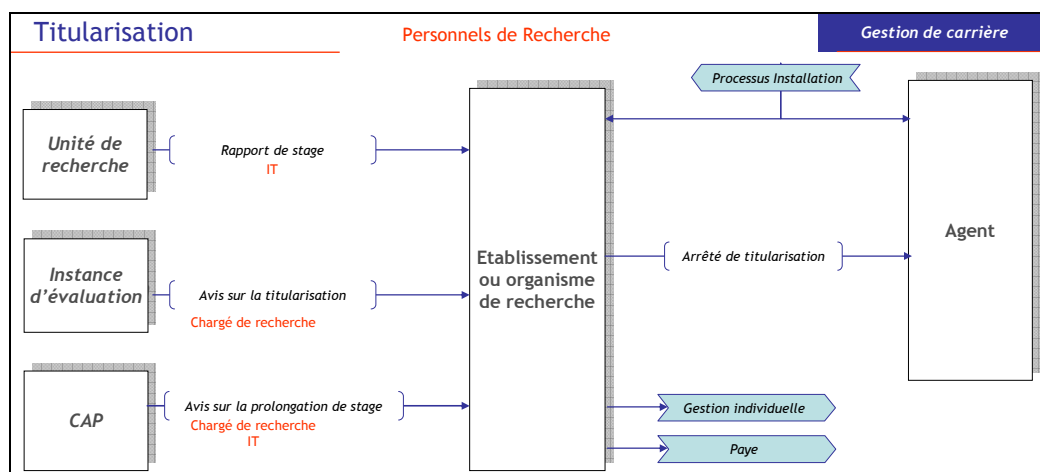 Titularisation
Personnels de Recherche
Gestion de carrière
Processus Installation
Unité de
recherche
Rapport de stage
IT
Etablissement
ou organisme
de recherche
Agent
Arrêté de titularisation
Instance
d’évaluation
Avis sur la titularisation
Chargé de recherche
CAP
Avis sur la prolongation de stage
Chargé de recherche
IT
Gestion individuelle
Paye